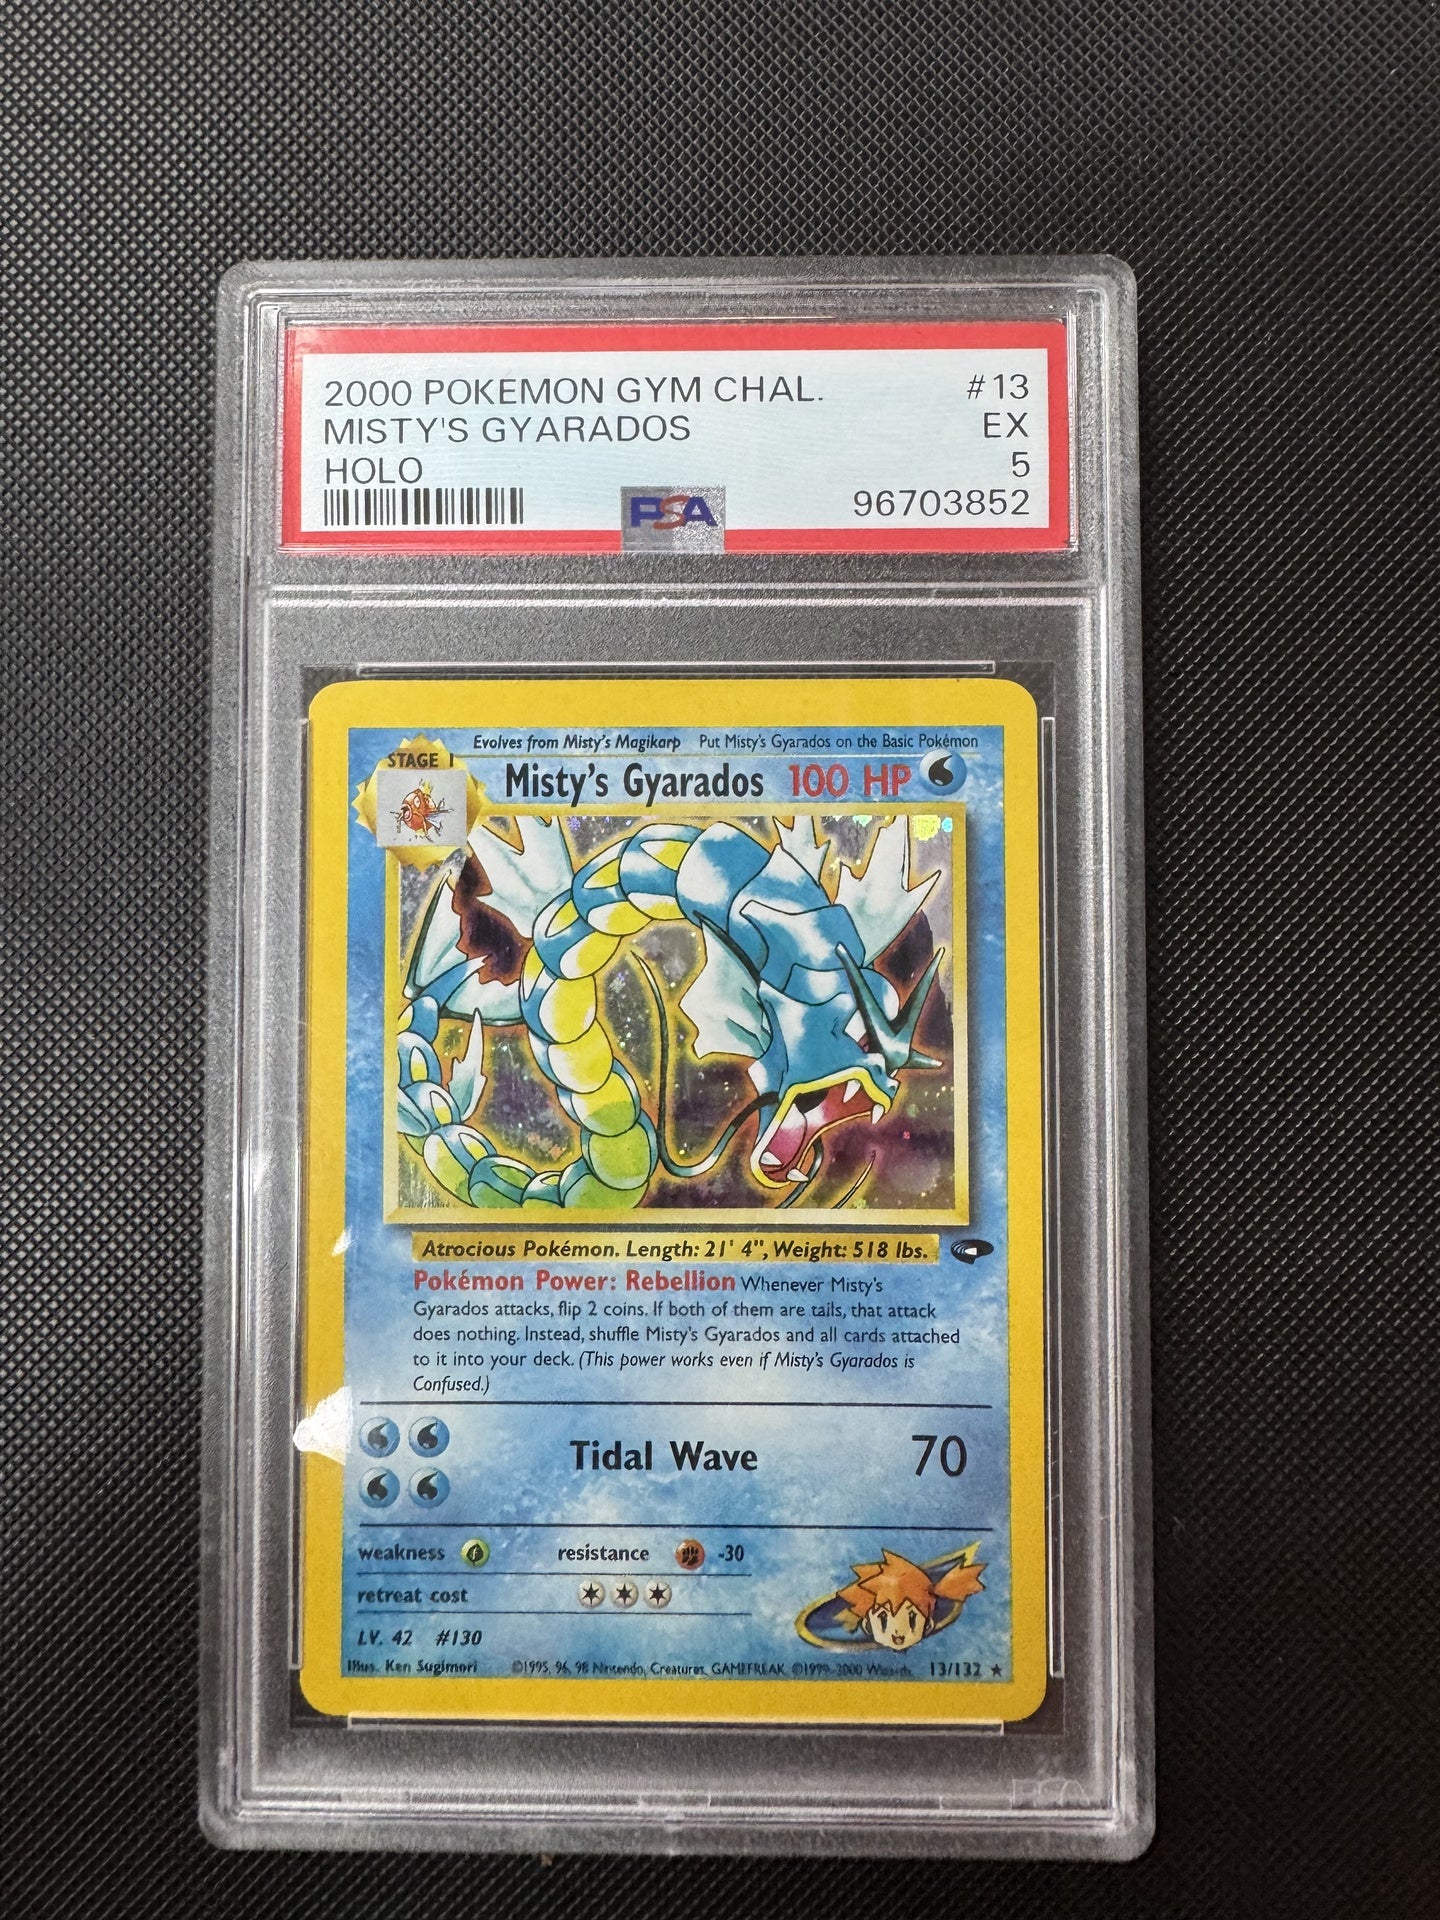 2000 POKEMON GYM CHAL. #13
MISTY'S GYARADOS EX
HOLO 5
PSA 96703852
Evolves from Misty's Magikarp Put Misty's Gyarados on the Basic Pokémon
STAGE 1
Misty's Gyarados 100 HP
Atrocious Pokémon. Length: 21' 4", Weight: 518 lbs.
Pokémon Power: Rebellion Whenever Misty's
Gyarados attacks, flip 2 coins. If both of them are tails, that attack
does nothing. Instead, shuffle Misty's Gyarados and all cards attached
to it into your deck. (This power works even if Misty's Gyarados is
Confused.)
Tidal Wave 70
weakness resistance -30
retreat cost
LV. 42 #130
Illus. Ken Sugimori ©1995, 96, 98 Nintendo, Creatures, GAMEFREAK. ©1999-2000 Wizards. 13/132 ★
PSA